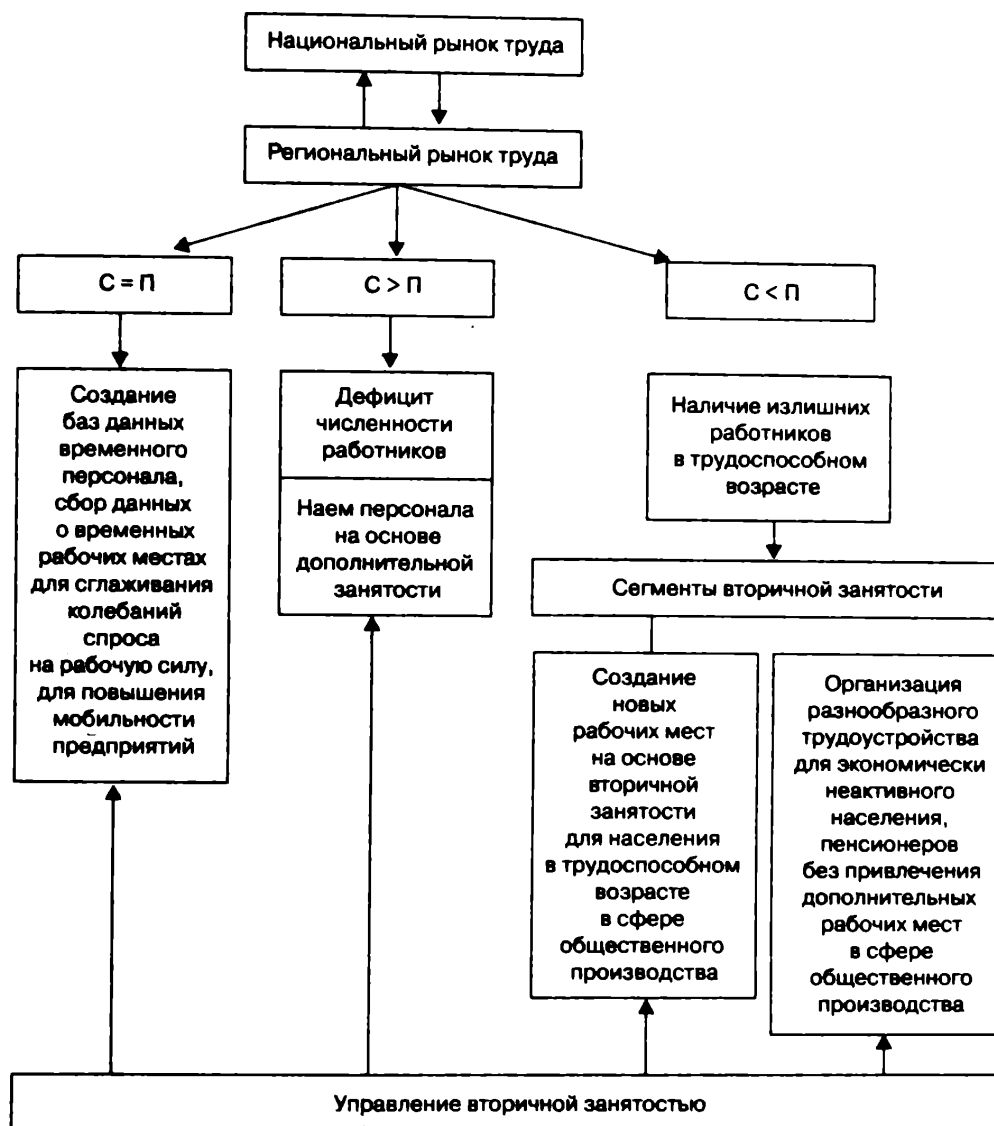 Национальный рынок труда
Региональный рынок труда
С = П
С > П
С < П
Создание
баз данных
временного
персонала,
сбор данных
о временных
рабочих местах
для сглаживания
колебаний
спроса
на рабочую силу,
для повышения
мобильности
предприятий
Дефицит
численности
работников
Наем персонала
на основе
дополнительной
занятости
Наличие излишних
работников
в трудоспособном
возрасте
Сегменты вторичной занятости
Создание
новых
рабочих мест
на основе
вторичной
занятости
для населения
в трудоспособном
возрасте
в сфере
общественного
производства
Организация
разнообразного
трудоустройства
для экономически
неактивного
населения,
пенсионеров
без привлечения
дополнительных
рабочих мест
в сфере
общественного
производства
Управление вторичной занятостью